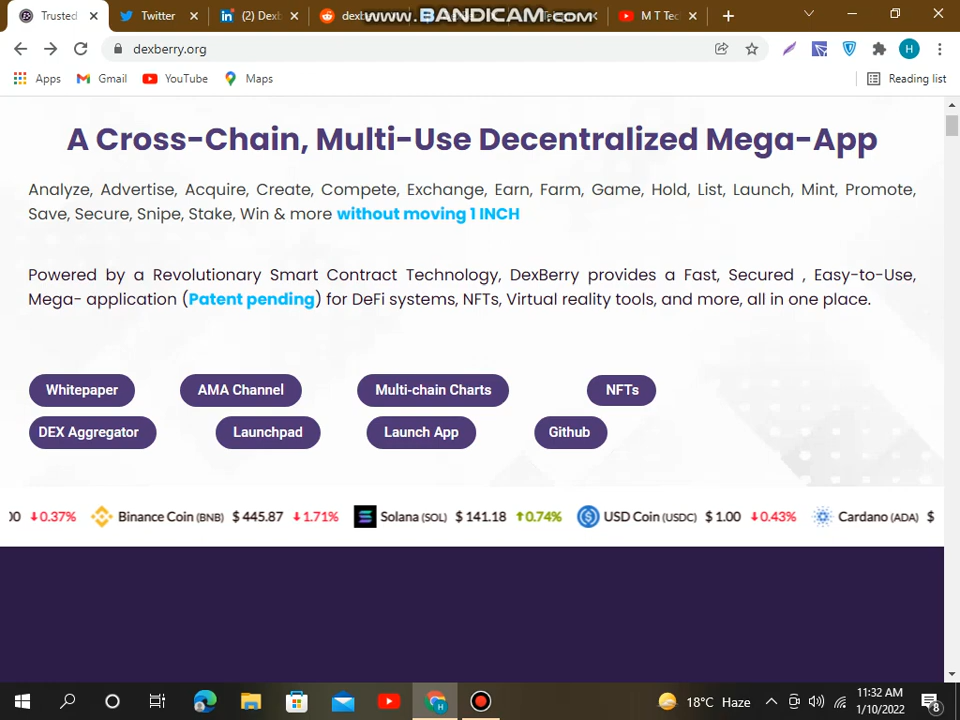 Trusted
Twitter
(2) Dexb
dexb
WWW.BANDICAM.COM
M T Tec
dexberry.org
H
Apps
Gmail
YouTube
Maps
Reading list
A Cross-Chain, Multi-Use Decentralized Mega-App
Analyze, Advertise, Acquire, Create, Compete, Exchange, Earn, Farm, Game, Hold, List, Launch, Mint, Promote,
Save, Secure, Snipe, Stake, Win & more without moving 1 INCH
Powered by a Revolutionary Smart Contract Technology, DexBerry provides a Fast, Secured , Easy-to-Use,
Mega- application (Patent pending) for DeFi systems, NFTs, Virtual reality tools, and more, all in one place.
Whitepaper AMA Channel Multi-chain Charts NFTs
DEX Aggregator Launchpad Launch App Github
00 0.37% Binance Coin (BNB) $ 445.87 1.71% Solana (SOL) $ 141.18 0.74% USD Coin (USDC) $ 1.00 0.43% Cardano (ADA) $
18°C Haze
11:32 AM
1/10/2022
8